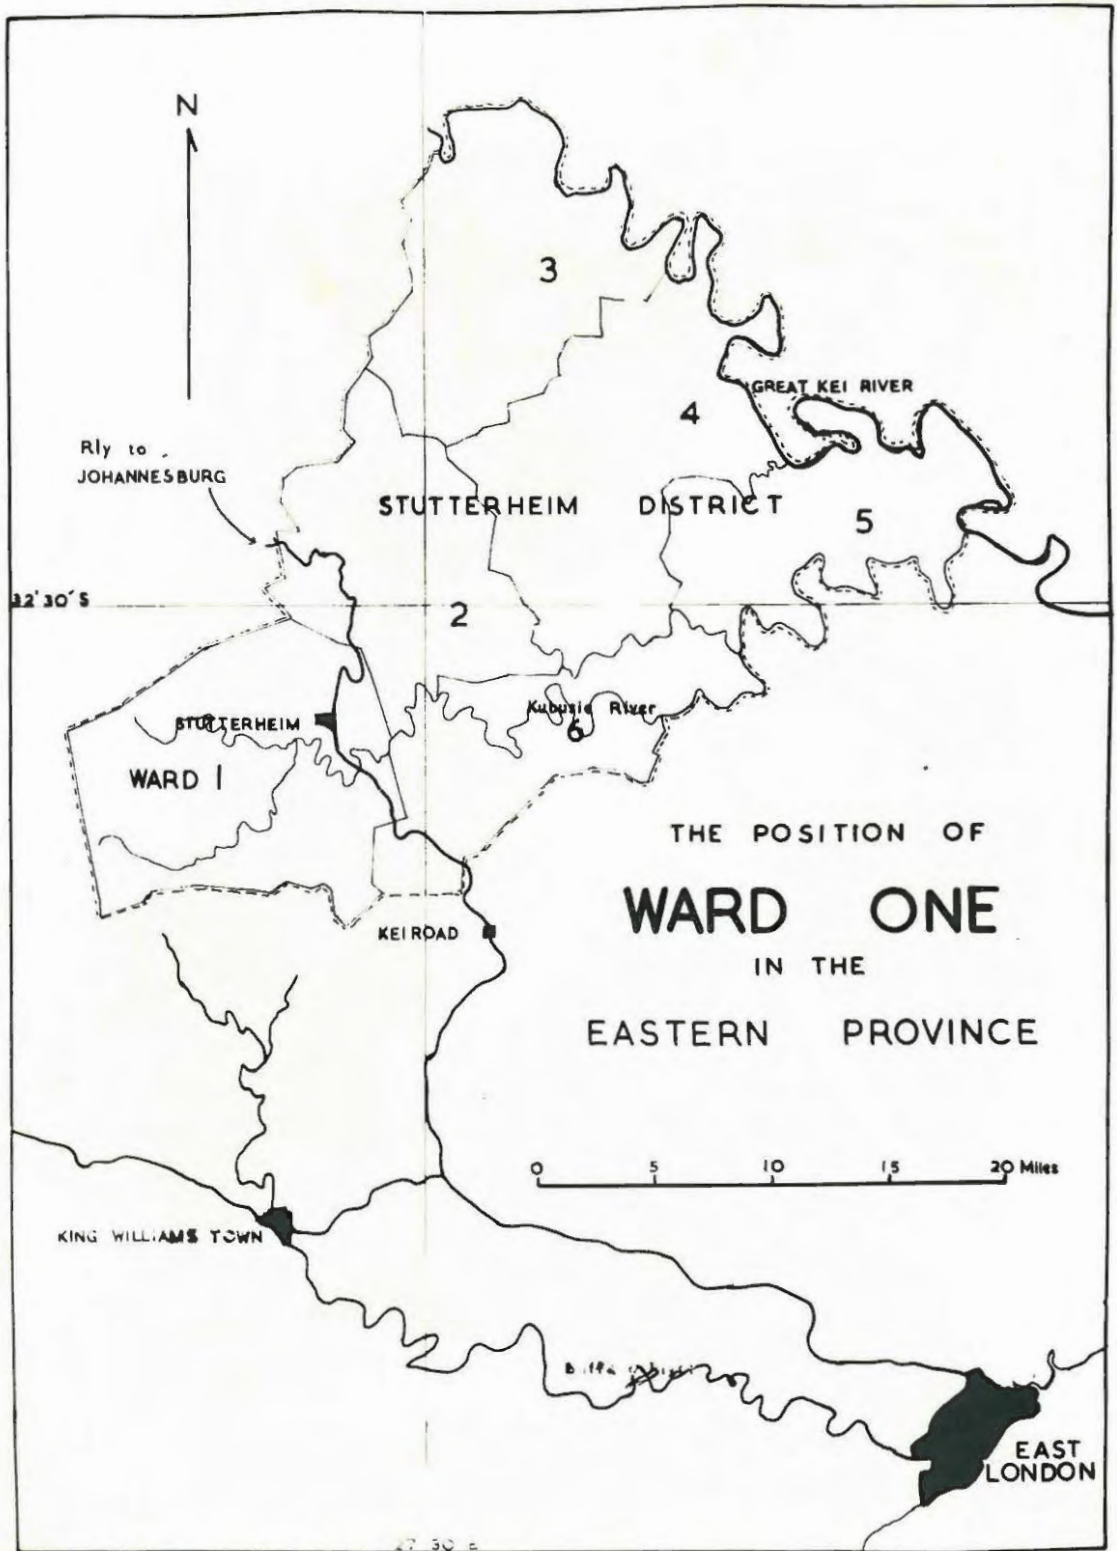 N
3
GREAT KEI RIVER
4
Rly to
JOHANNESBURG
STUTTERHEIM DISTRICT
5
32°30'S
2
Kubusie River
6
STUTTERHEIM
WARD 1
THE POSITION OF
WARD ONE
IN THE
EASTERN PROVINCE
KEI ROAD
0 5 10 15 20 Miles
KING WILLIAMS TOWN
EAST
LONDON
27 30 E